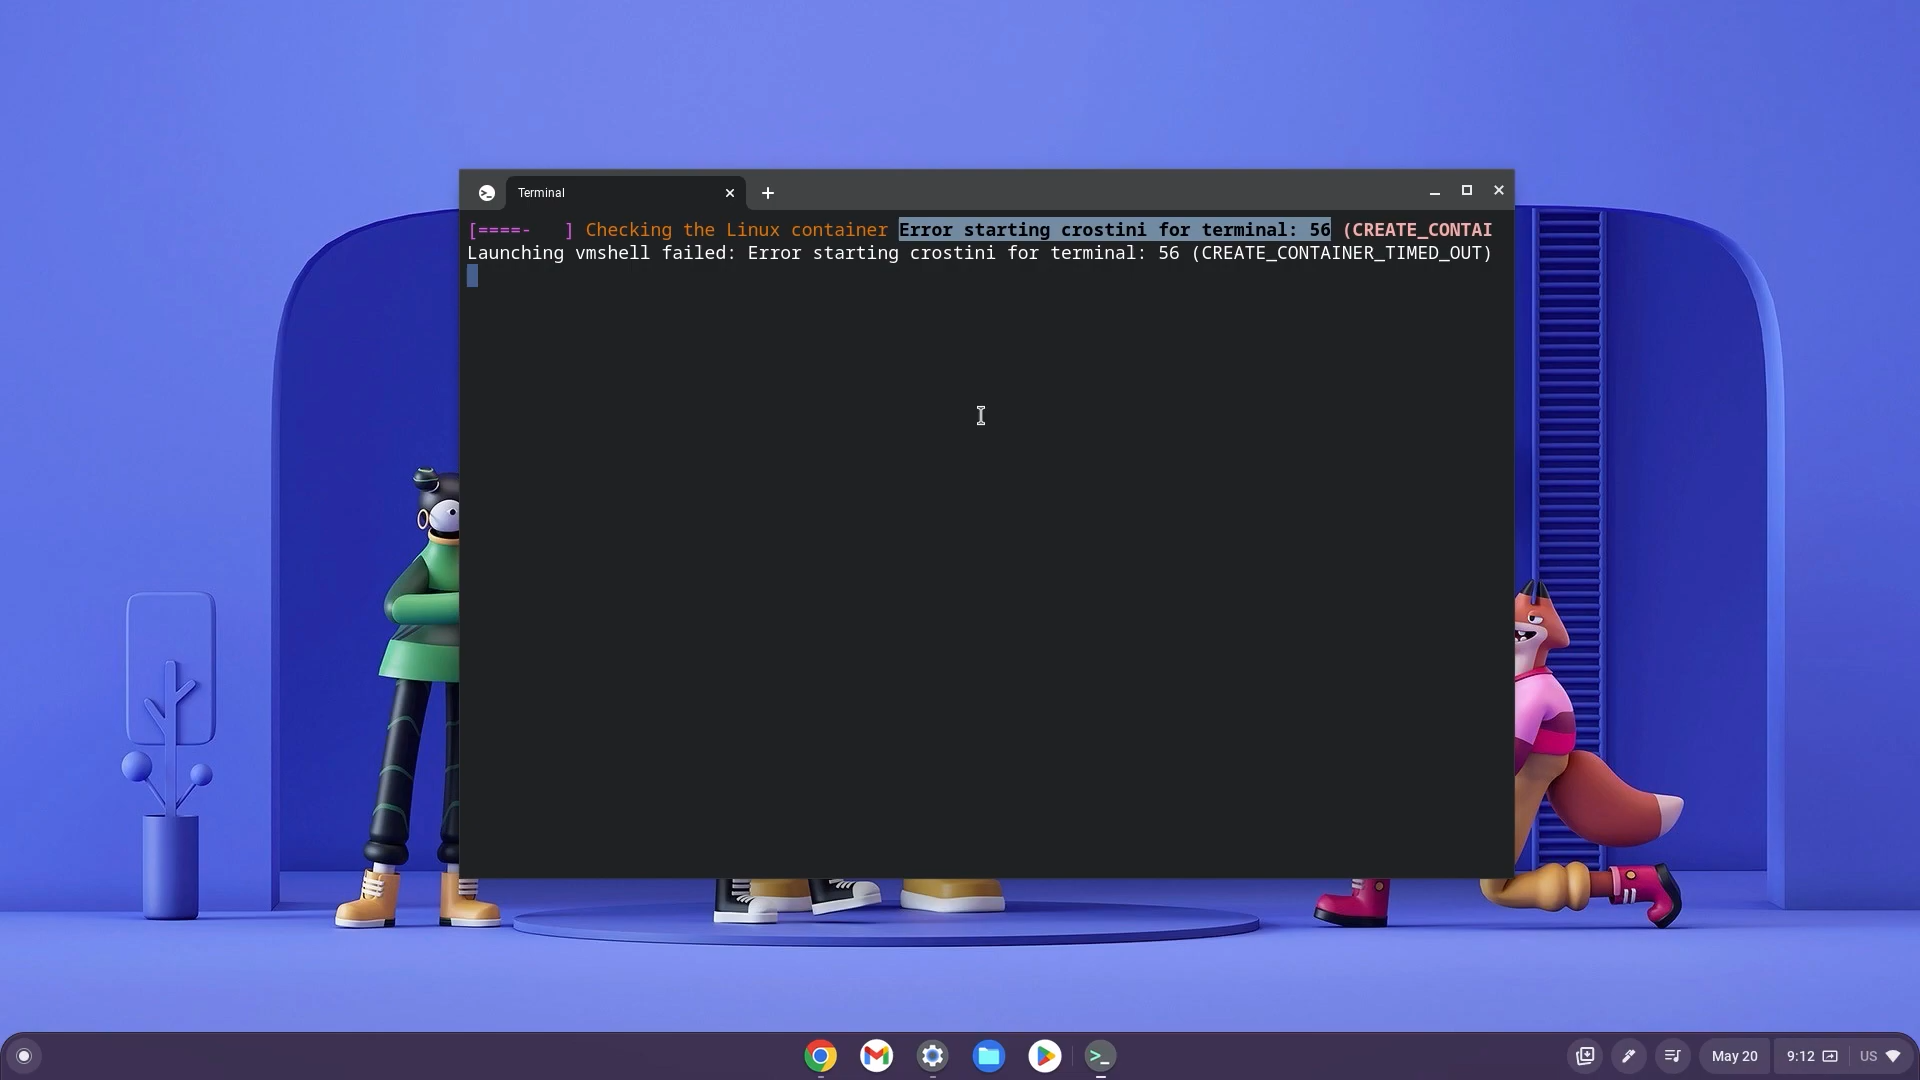 Terminal
[====-   ] Checking the Linux container Error starting crostini for terminal: 56 (CREATE_CONTAI
Launching vmshell failed: Error starting crostini for terminal: 56 (CREATE_CONTAINER_TIMED_OUT)
May 20
9:12
US